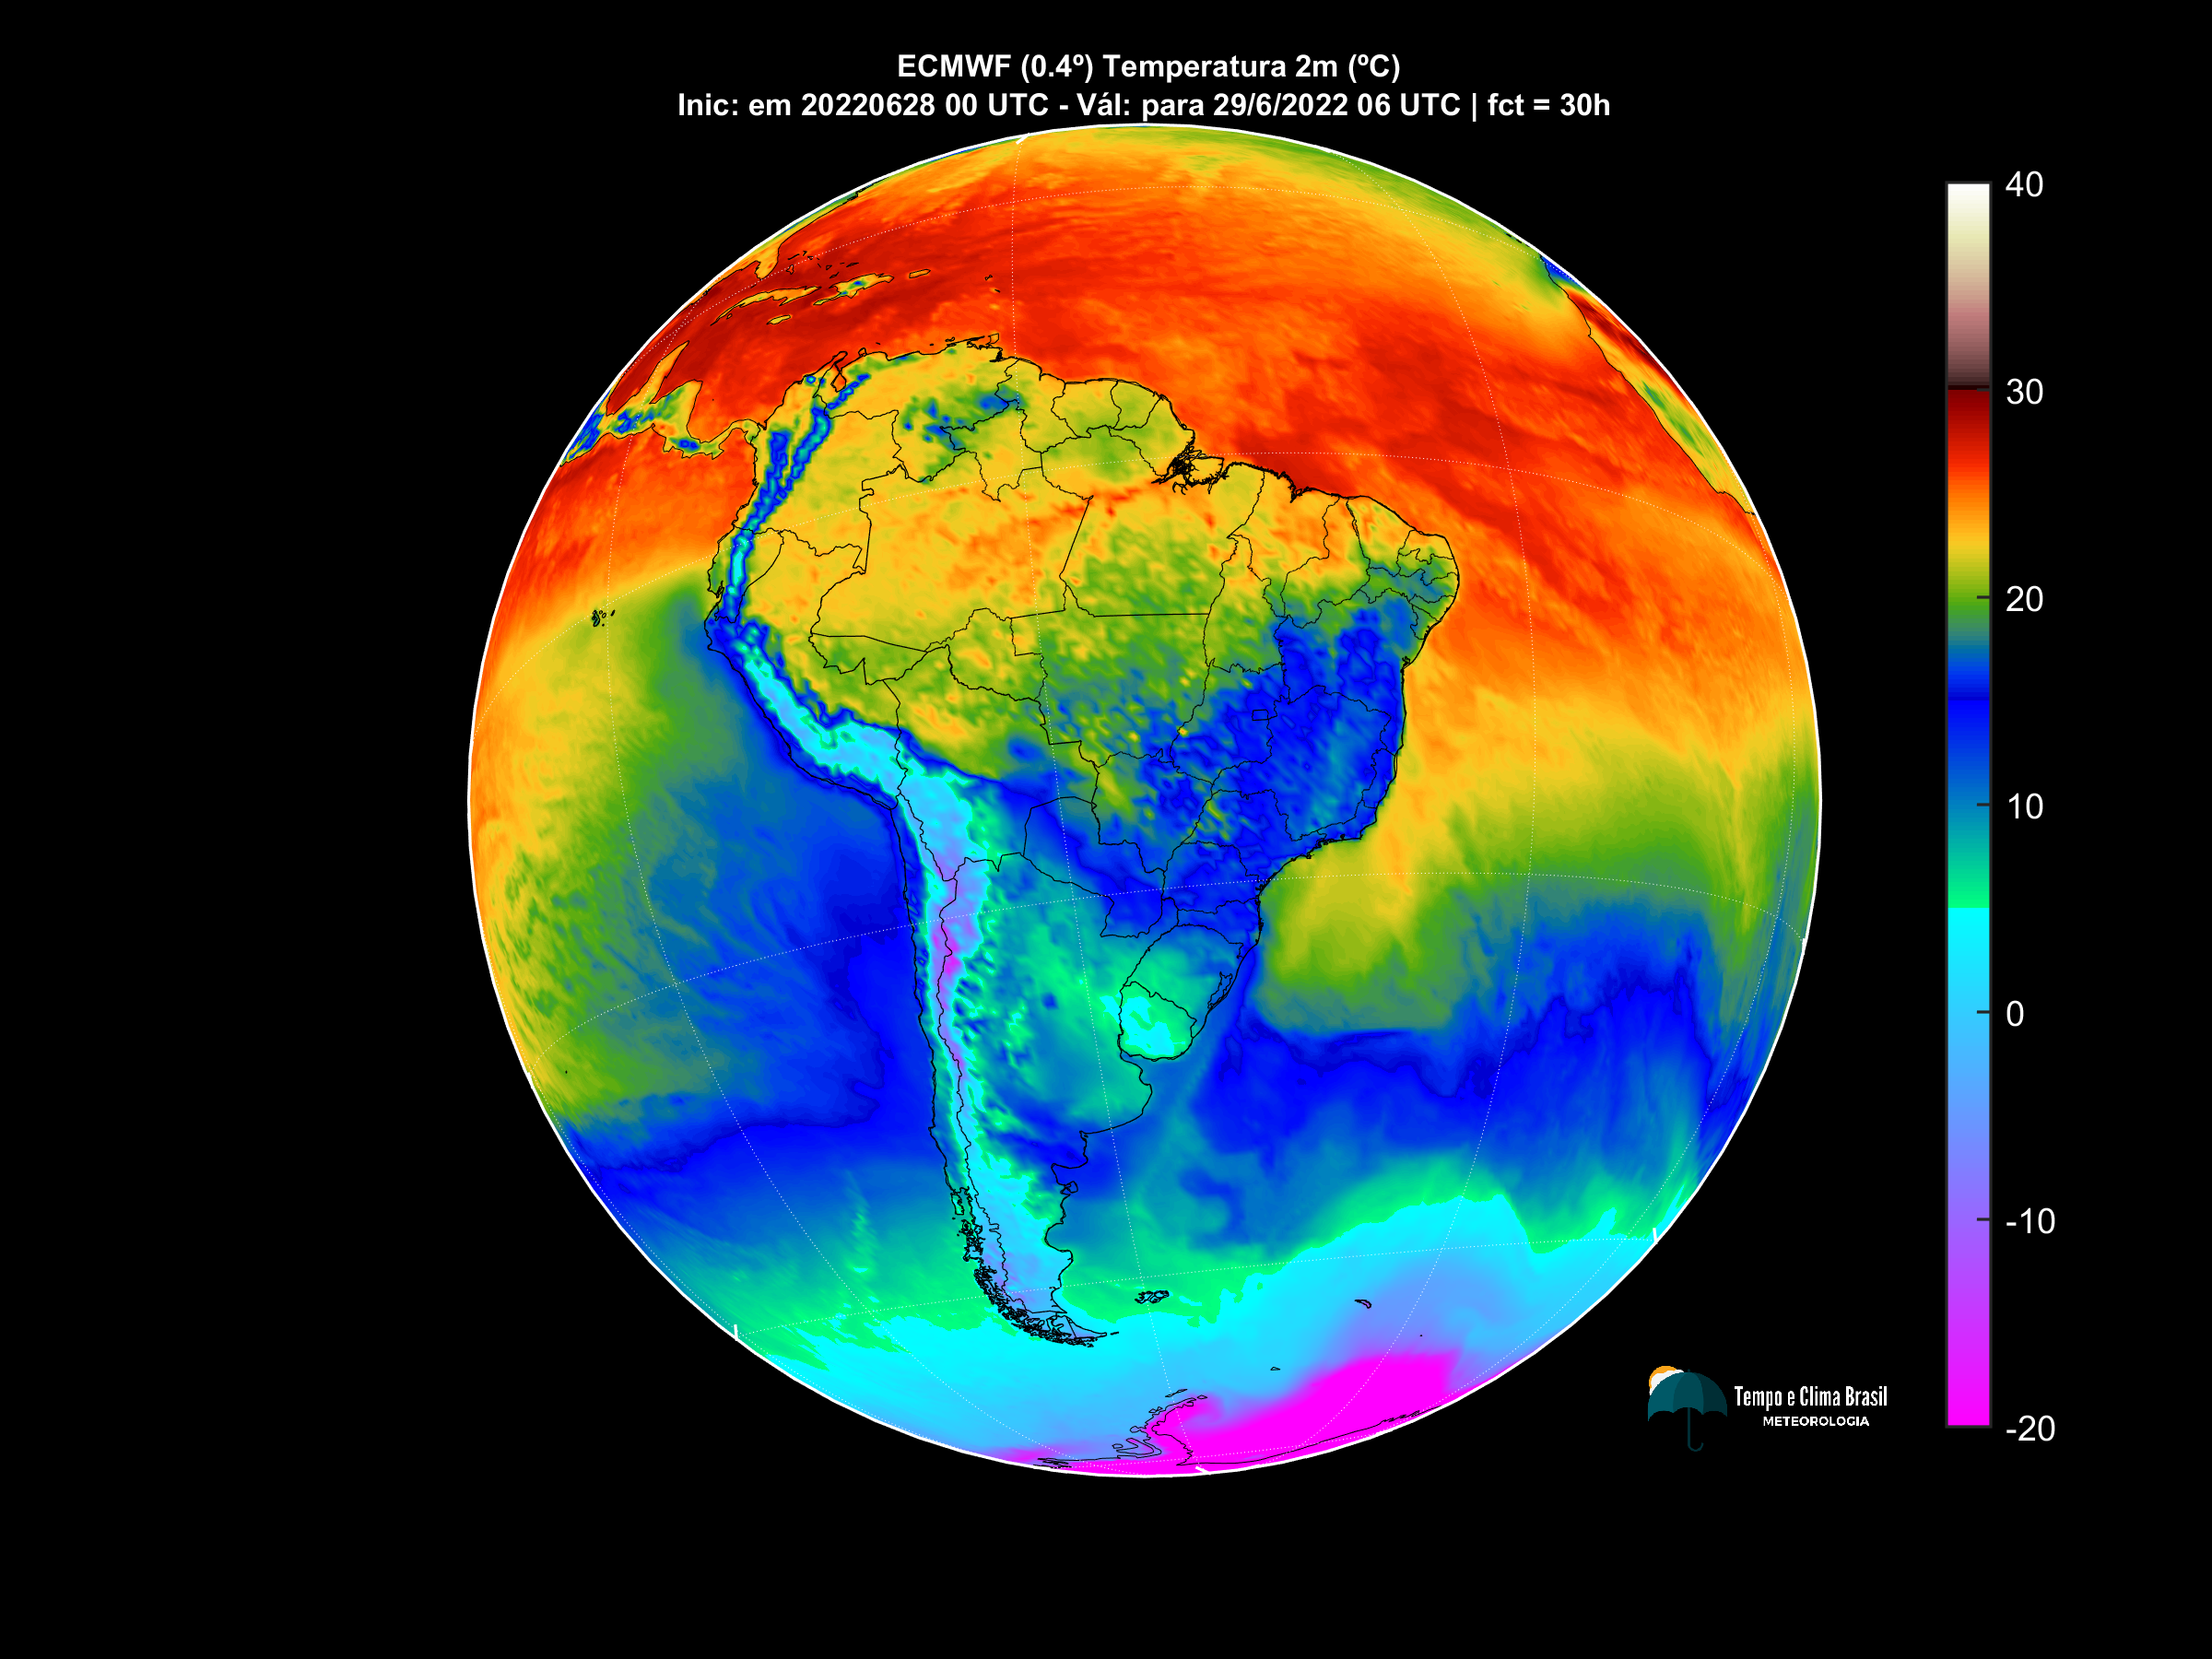 ECMWF (0.4º) Temperatura 2m (ºC)
Inic: em 20220628 00 UTC - Vál: para 29/6/2022 06 UTC | fct = 30h
40
30
20
10
0
-10
-20
Tempo e Clima Brasil
METEOROLOGIA